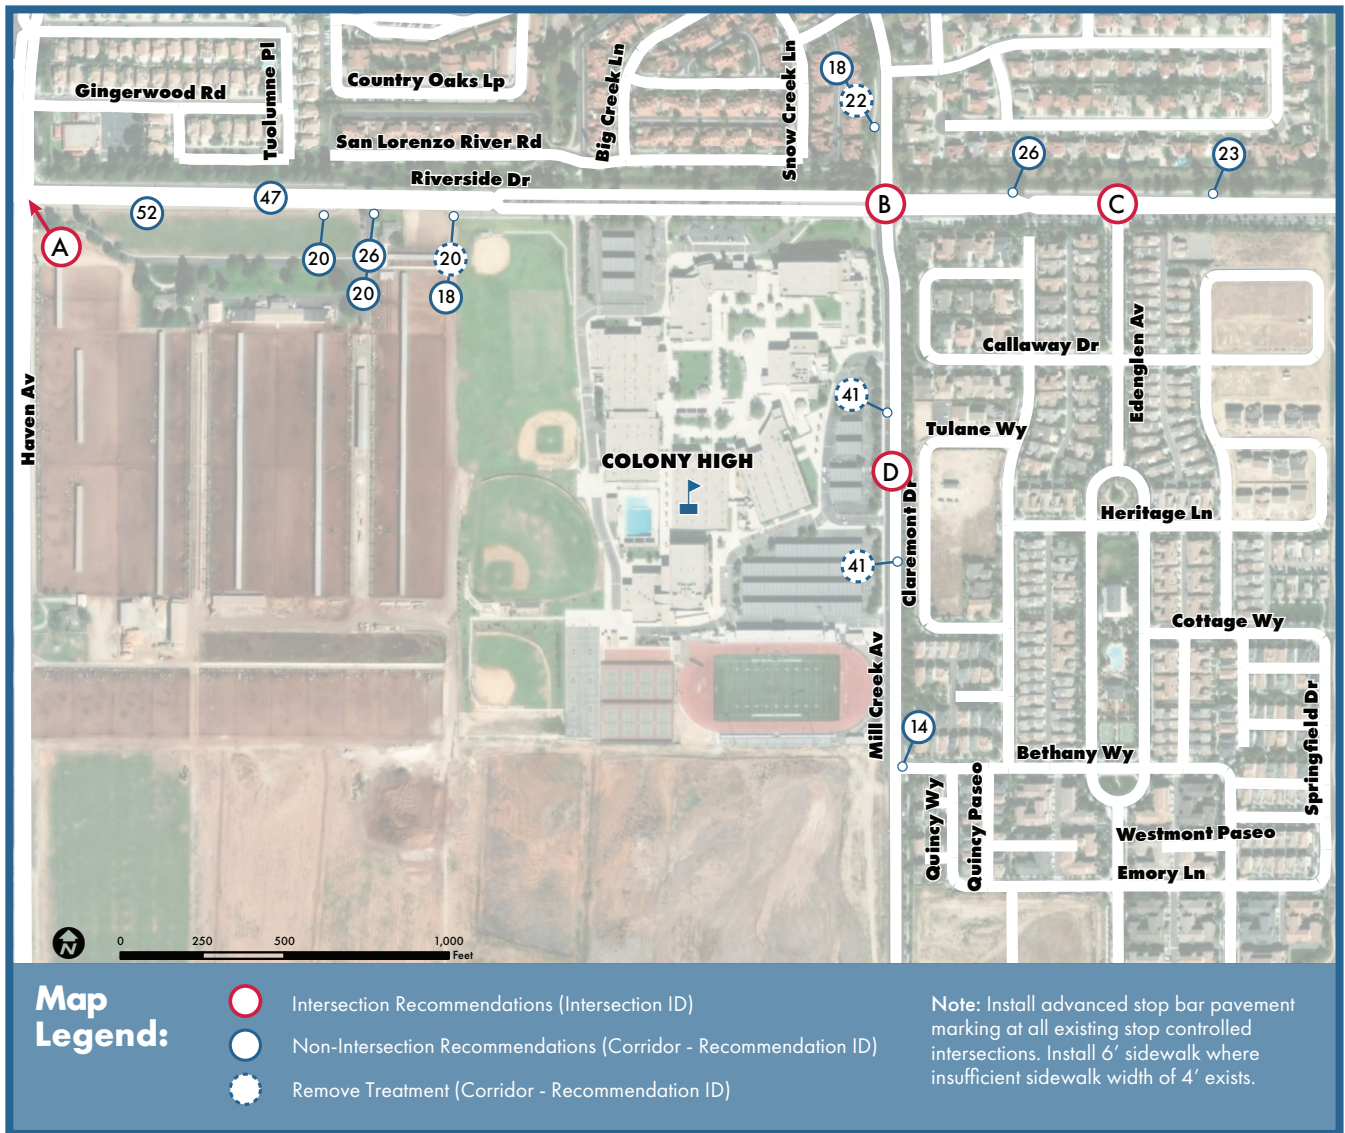 Gingerwood Rd
Tuolumne Pl
Country Oaks Lp
San Lorenzo River Rd
Big Creek Ln
Snow Creek Ln
18
22
26
23
Riverside Dr
52
47
A
B
C
20
26
20
20
18
Haven Av
Callaway Dr
Edenglen Av
41
Tulane Wy
COLONY HIGH
D
Claremont Dr
Heritage Ln
41
Cottage Wy
Mill Creek Av
14
Bethany Wy
Springfield Dr
Quincy Wy
Quincy Paseo
Westmont Paseo
Emory Ln
N
0 250 500 1,000
Feet
Map
Legend:
Intersection Recommendations (Intersection ID)
Non-Intersection Recommendations (Corridor - Recommendation ID)
Remove Treatment (Corridor - Recommendation ID)
Note: Install advanced stop bar pavement
marking at all existing stop controlled
intersections. Install 6’ sidewalk where
insufficient sidewalk width of 4’ exists.